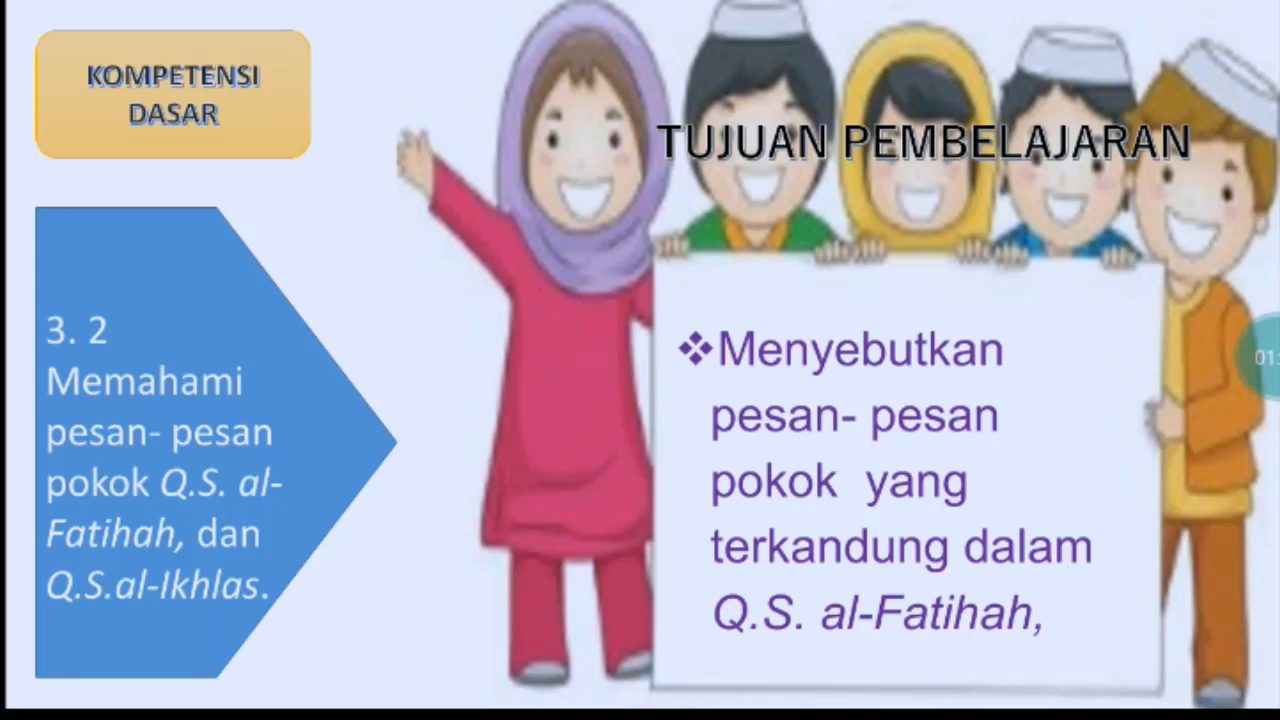 KOMPETENSI
DASAR
3. 2
Memahami
pesan- pesan
pokok Q.S. al-
Fatihah, dan
Q.S.al-Ikhlas.
TUJUAN PEMBELAJARAN
❖Menyebutkan
pesan- pesan
pokok yang
terkandung dalam
Q.S. al-Fatihah,